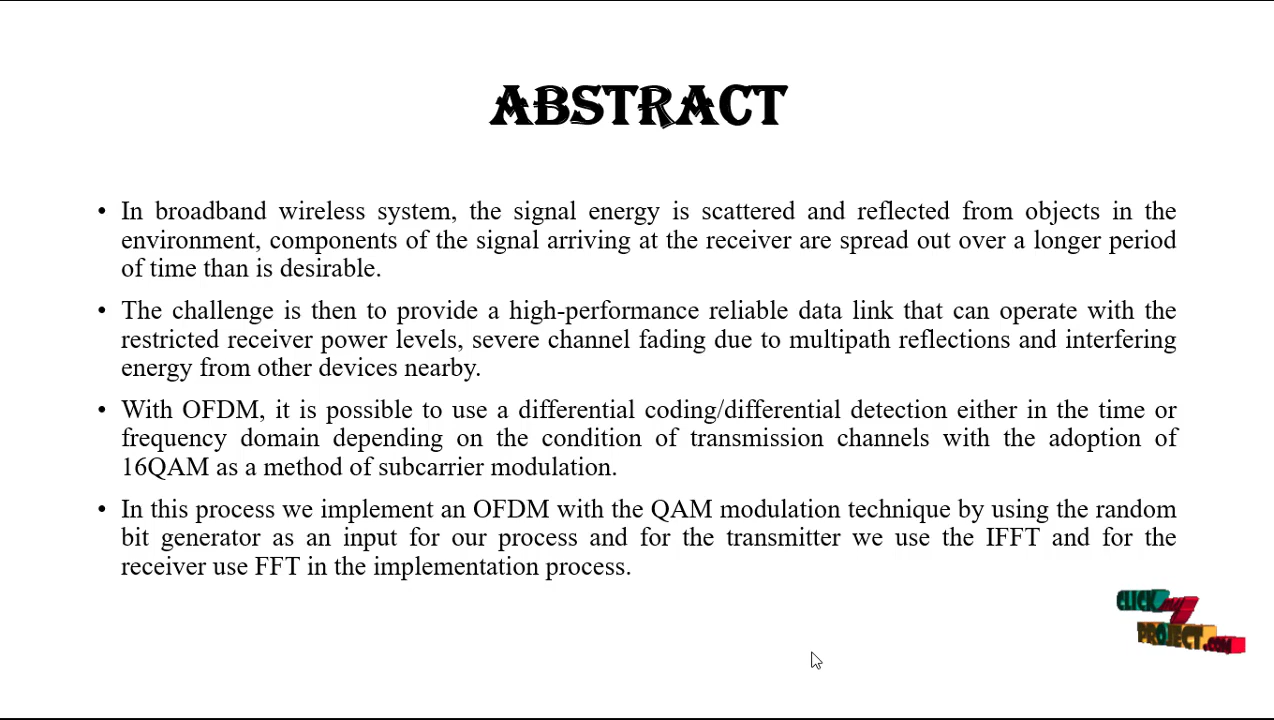 ABSTRACT
• In broadband wireless system, the signal energy is scattered and reflected from objects in the
environment, components of the signal arriving at the receiver are spread out over a longer period
of time than is desirable.
• The challenge is then to provide a high-performance reliable data link that can operate with the
restricted receiver power levels, severe channel fading due to multipath reflections and interfering
energy from other devices nearby.
• With OFDM, it is possible to use a differential coding/differential detection either in the time or
frequency domain depending on the condition of transmission channels with the adoption of
16QAM as a method of subcarrier modulation.
• In this process we implement an OFDM with the QAM modulation technique by using the random
bit generator as an input for our process and for the transmitter we use the IFFT and for the
receiver use FFT in the implementation process.
CLICK my
PROJECT.COM